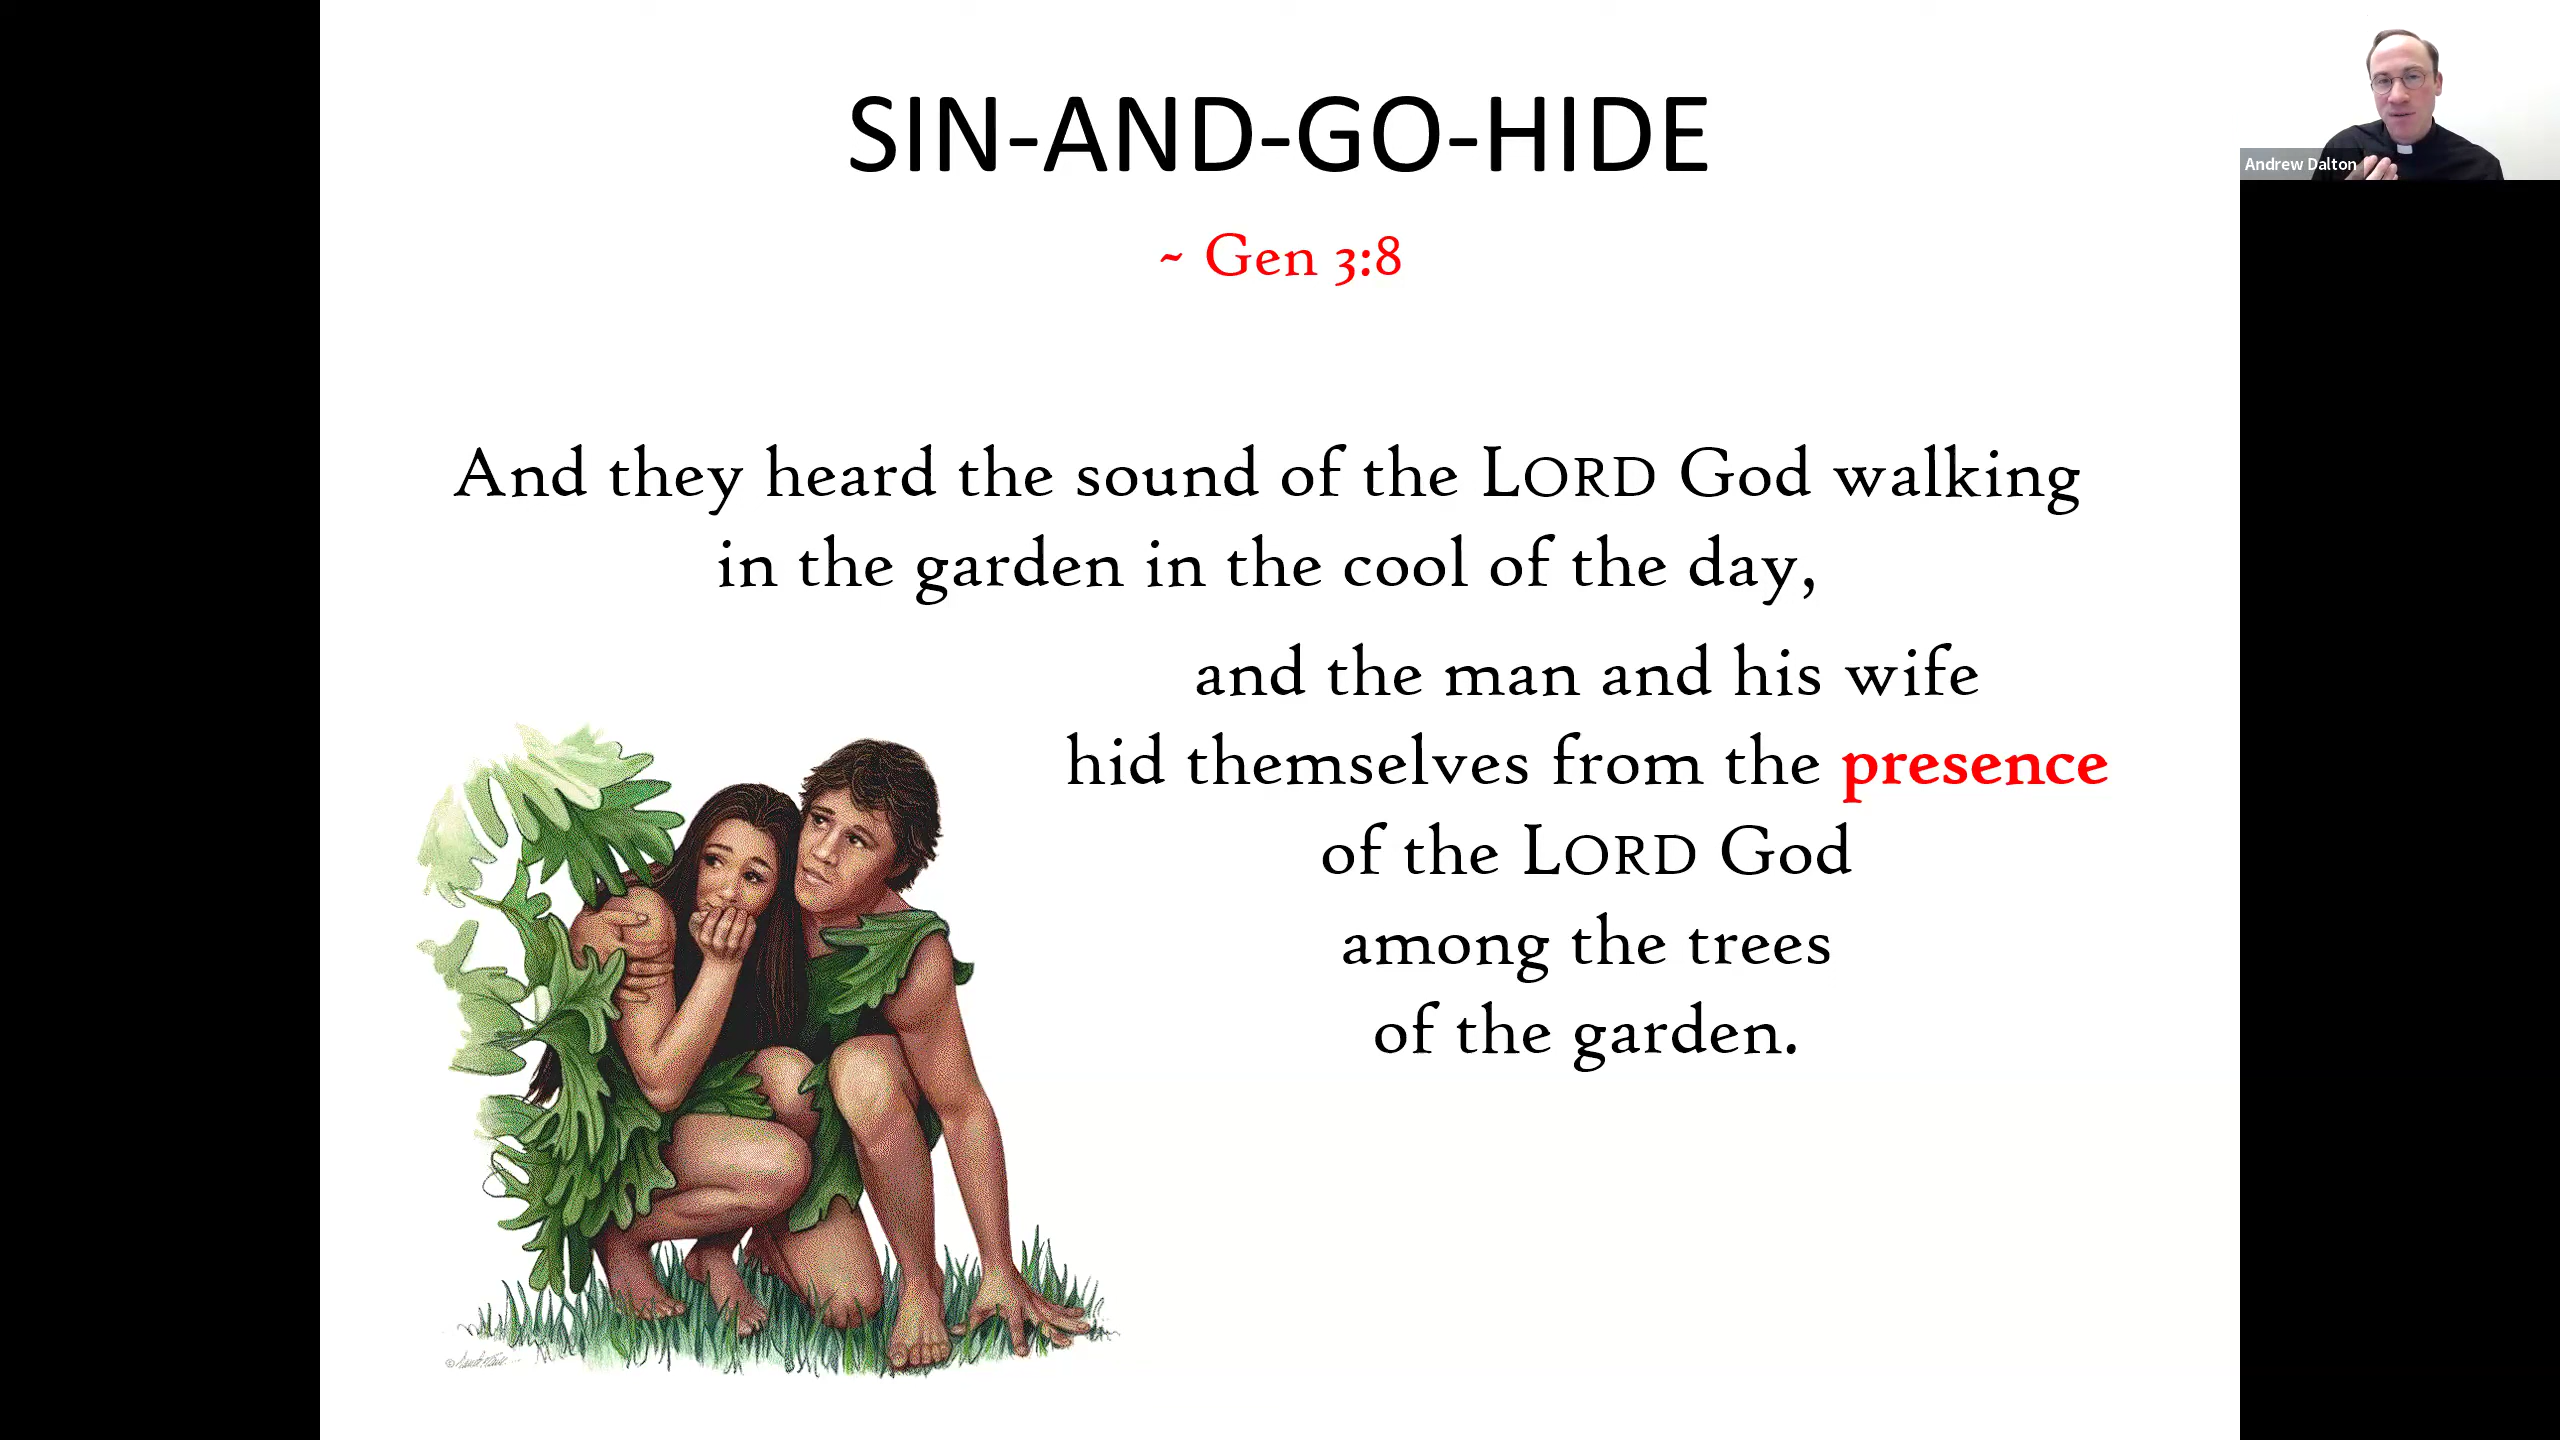 SIN-AND-GO-HIDE
~ Gen 3:8
And they heard the sound of the LORD God walking
in the garden in the cool of the day,
and the man and his wife
hid themselves from the presence
of the LORD God
among the trees
of the garden.
Andrew Dalton